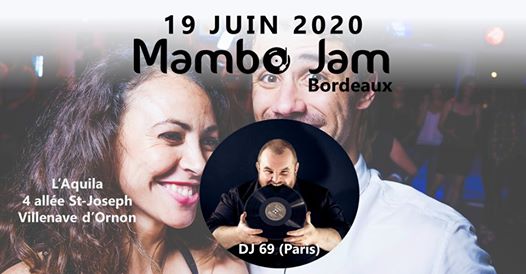 19 JUIN 2020
Mambo Jam
Bordeaux
L'Aquila
4 allée St-Joseph
Villenave d'Ornon
DJ 69 (Paris)